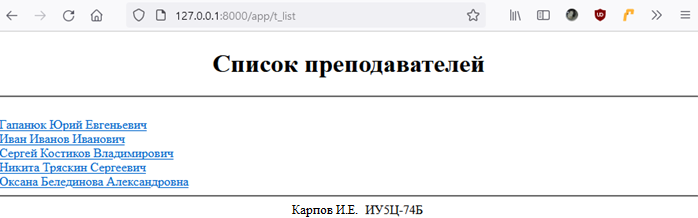 127.0.0.1:8000/app/t_list
Список преподавателей
Гапанюк Юрий Евгеньевич
Иван Иванов Иванович
Сергей Костиков Владимирович
Никита Тряскин Сергеевич
Оксана Белединова Александровна
Карпов И.Е. ИУ5Ц-74Б